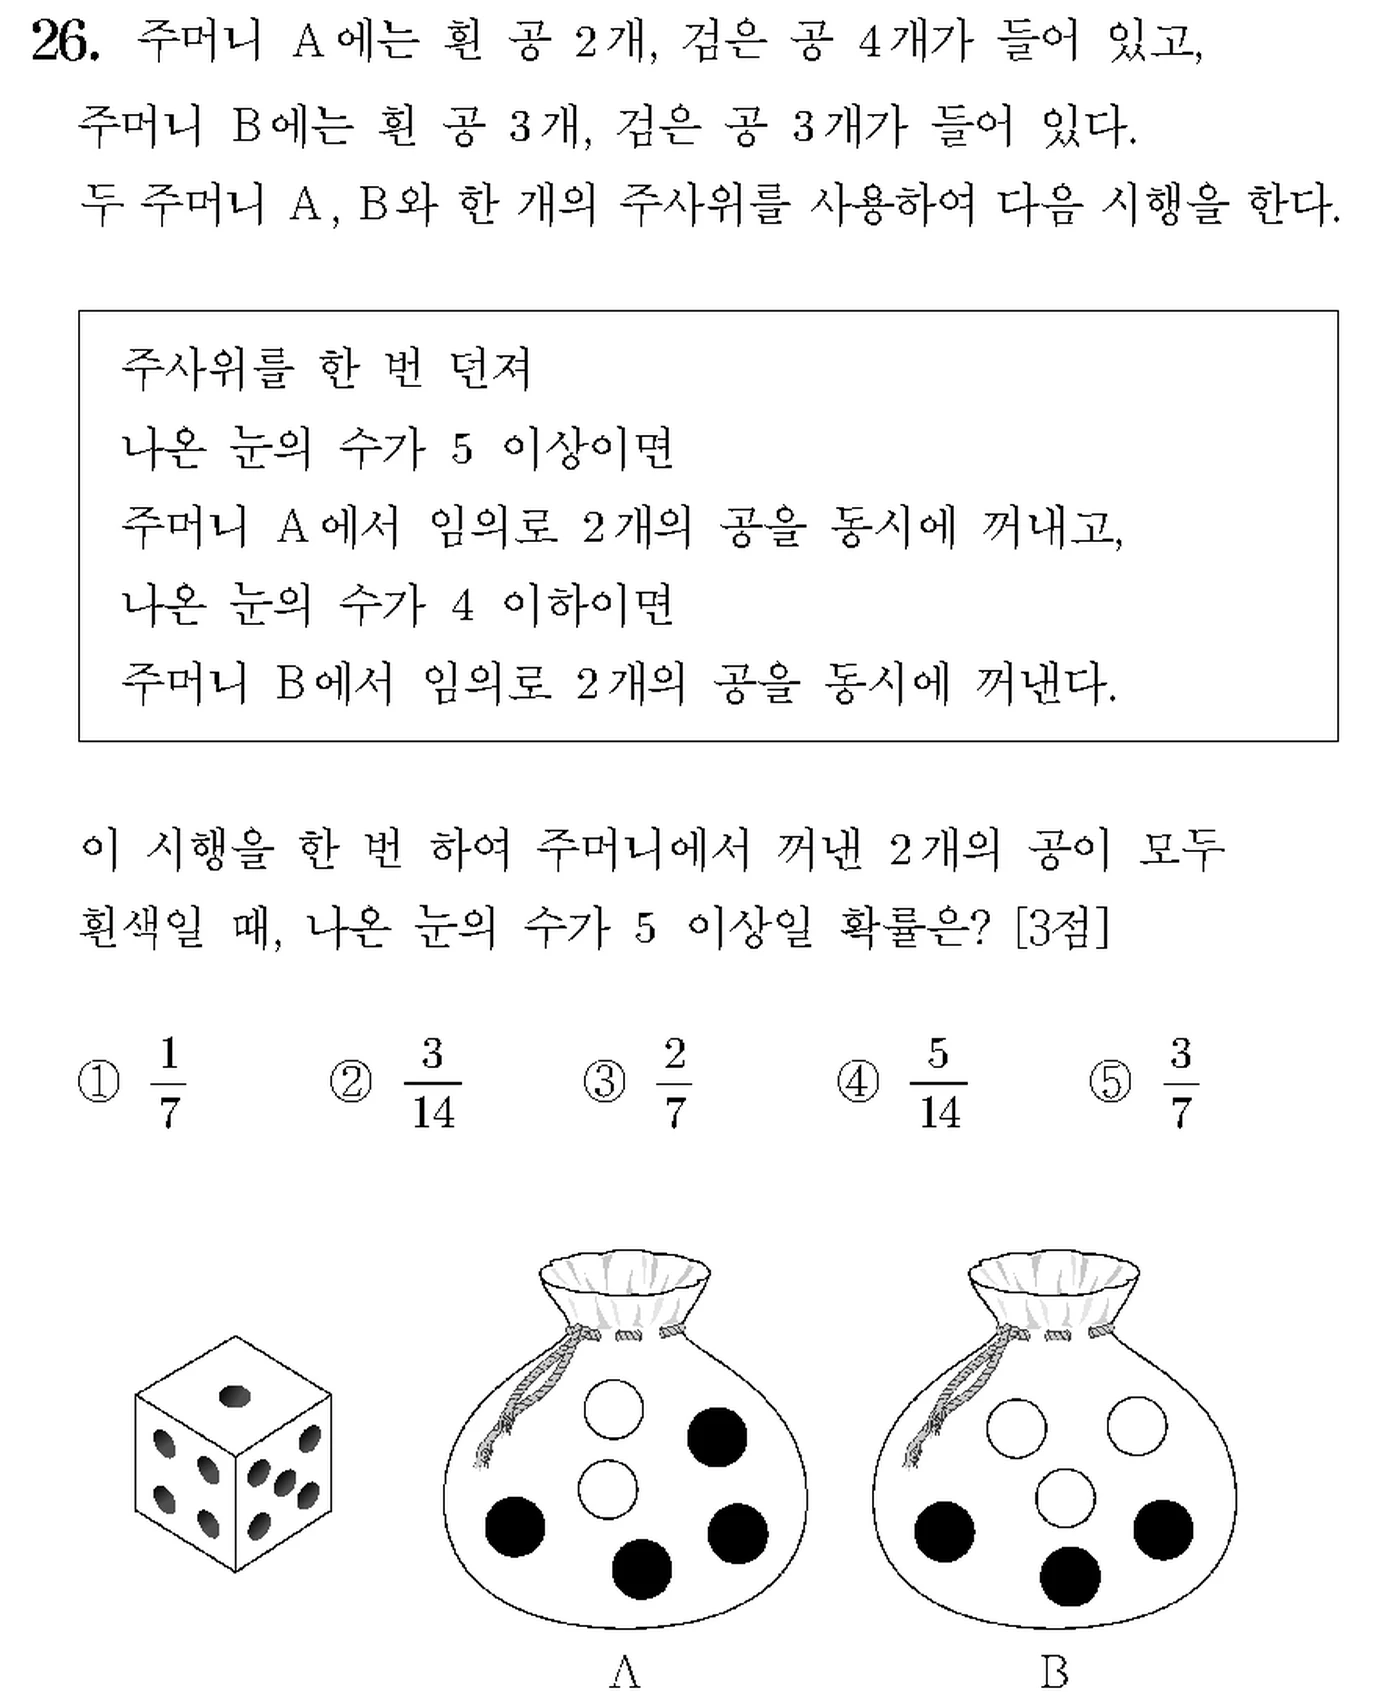 26. 주머니 A에는 흰 공 2개, 검은 공 4개가 들어 있고,
주머니 B에는 흰 공 3개, 검은 공 3개가 들어 있다.
두 주머니 A, B와 한 개의 주사위를 사용하여 다음 시행을 한다.
주사위를 한 번 던져
나온 눈의 수가 5 이상이면
주머니 A에서 임의로 2개의 공을 동시에 꺼내고,
나온 눈의 수가 4 이하이면
주머니 B에서 임의로 2개의 공을 동시에 꺼낸다.
이 시행을 한 번 하여 주머니에서 꺼낸 2개의 공이 모두
흰색일 때, 나온 눈의 수가 5 이상일 확률은? [3점]
① 1/7 ② 3/14 ③ 2/7 ④ 5/14 ⑤ 3/7
A B